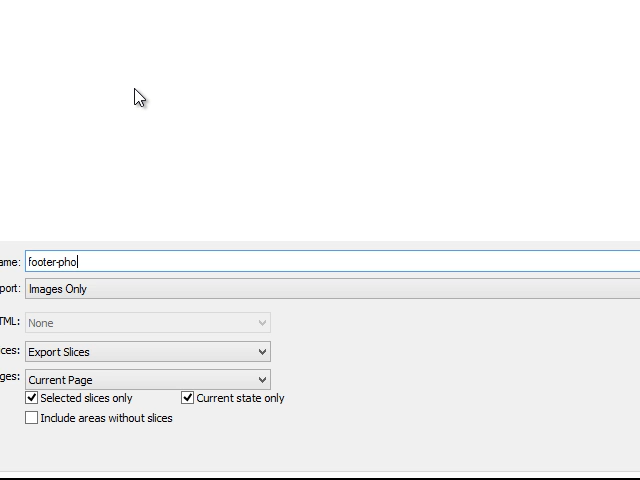 ame: footer-pho
port: Images Only
TML: None
ces: Export Slices
ges: Current Page
Selected slices only Current state only
Include areas without slices